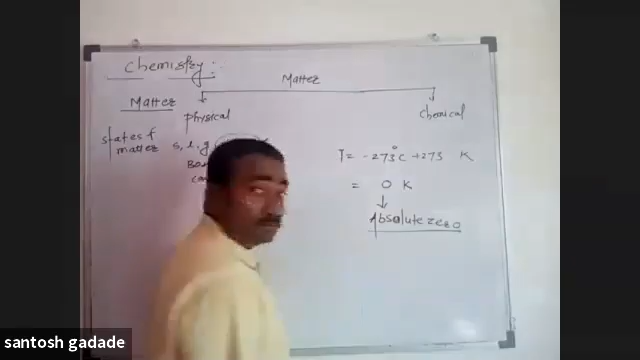 Chemistry :-
Matter
Matter
physical
chemical
states of matter
s, l, g
T = -273°C + 273 K
= 0 K
Absolute zero
santosh gadade